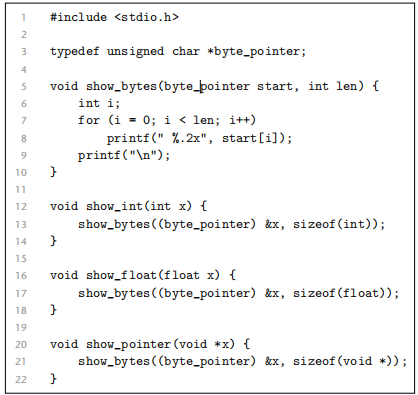 1 #include <stdio.h>
2
3 typedef unsigned char *byte_pointer;
4
5 void show_bytes(byte_pointer start, int len) {
6     int i;
7     for (i = 0; i < len; i++)
8         printf(" %.2x", start[i]);
9     printf("\n");
10 }
11
12 void show_int(int x) {
13     show_bytes((byte_pointer) &x, sizeof(int));
14 }
15
16 void show_float(float x) {
17     show_bytes((byte_pointer) &x, sizeof(float));
18 }
19
20 void show_pointer(void *x) {
21     show_bytes((byte_pointer) &x, sizeof(void *));
22 }